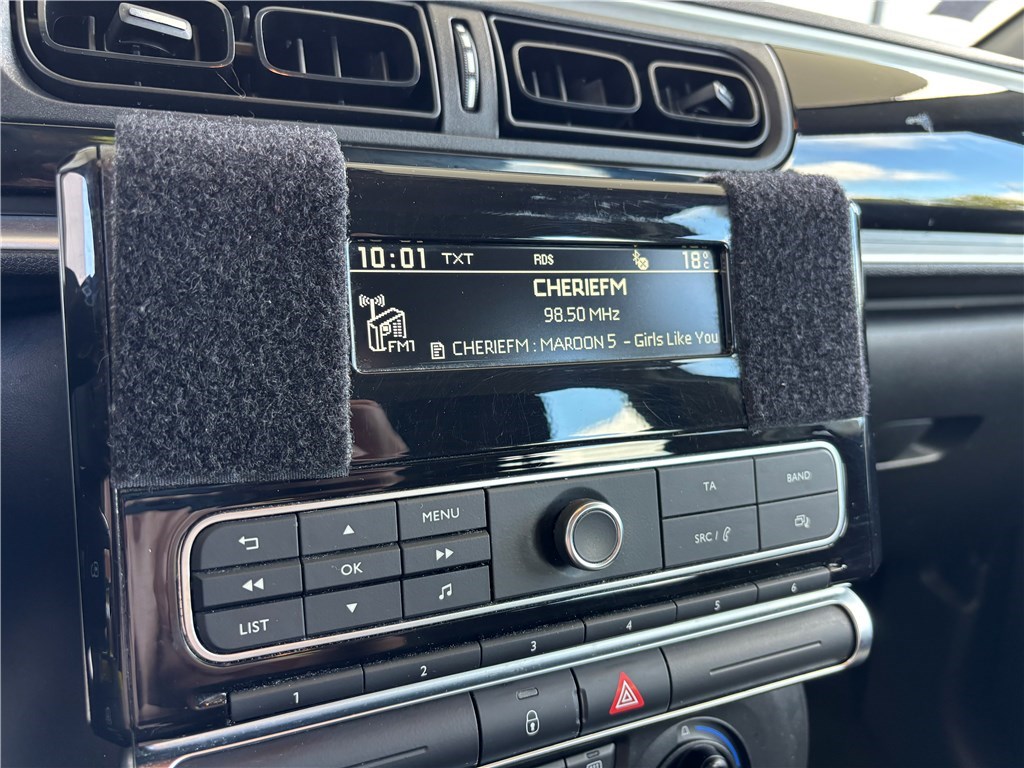 10:01 TXT RDS 18°C
CHERIEFM
98.50 MHz
FM1
CHERIEFM : MAROON 5 - Girls Like You
MENU
TA
BAND
OK
SRC /
LIST
1 2 3 4 5 6